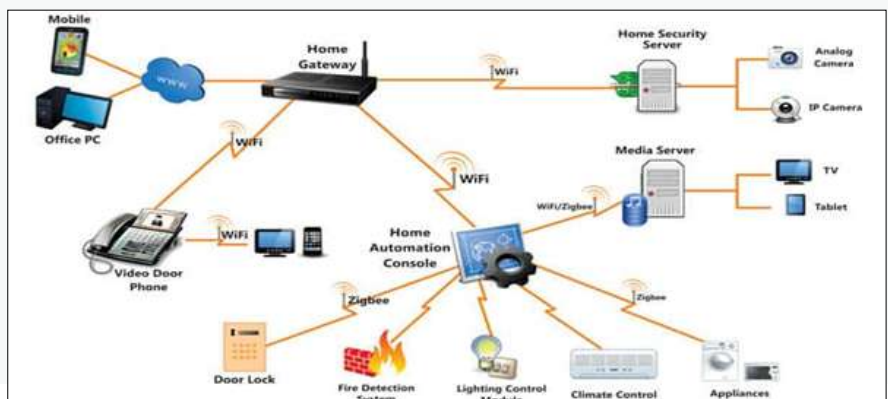 Mobile
Home
Gateway
Home Security
Server
Analog
Camera
WiFi
www
IP Camera
Office PC
WiFi
Media Server
WiFi
TV
WiFi/Zigbee
Home
Automation
Console
Tablet
WiFi
Video Door
Phone
Zigbee
Zigbee
Door Lock
Fire Detection
System
Lighting Control
Module
Climate Control
Appliances